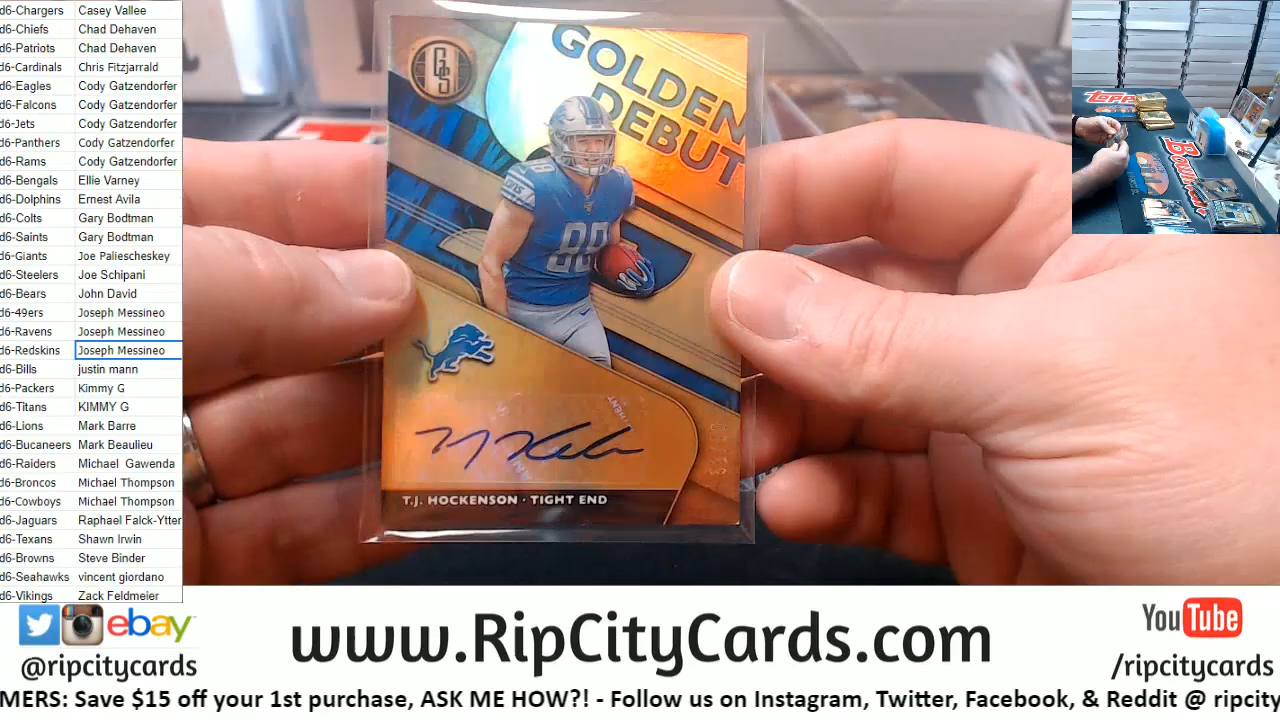 d6-Chargers Casey Vallee
d6-Chiefs Chad Dehaven
d6-Patriots Chad Dehaven
d6-Cardinals Chris Fitzjarrald
d6-Eagles Cody Gatzendorfer
d6-Falcons Cody Gatzendorfer
d6-Jets Cody Gatzendorfer
d6-Panthers Cody Gatzendorfer
d6-Rams Cody Gatzendorfer
d6-Bengals Ellie Varney
d6-Dolphins Ernest Avila
d6-Colts Gary Bodtman
d6-Saints Gary Bodtman
d6-Giants Joe Paliescheskey
d6-Steelers Joe Schipani
d6-Bears John David
d6-49ers Joseph Messineo
d6-Ravens Joseph Messineo
d6-Redskins Joseph Messineo
d6-Bills justin mann
d6-Packers Kimmy G
d6-Titans KIMMY G
d6-Lions Mark Barre
d6-Bucaneers Mark Beaulieu
d6-Raiders Michael Gawenda
d6-Broncos Michael Thompson
d6-Cowboys Michael Thompson
d6-Jaguars Raphael Falck-Ytter
d6-Texans Shawn Irwin
d6-Browns Steve Binder
d6-Seahawks vincent giordano
d6-Vikings Zack Feldmeier
GS
GOLDEN
DEBUT
88
T.J. HOCKENSON · TIGHT END
Topps
Bowman
ebay
@ripcitycards
www.RipCityCards.com
YouTube
/ripcitycards
MERS: Save $15 off your 1st purchase, ASK ME HOW?! - Follow us on Instagram, Twitter, Facebook, & Reddit @ ripcity